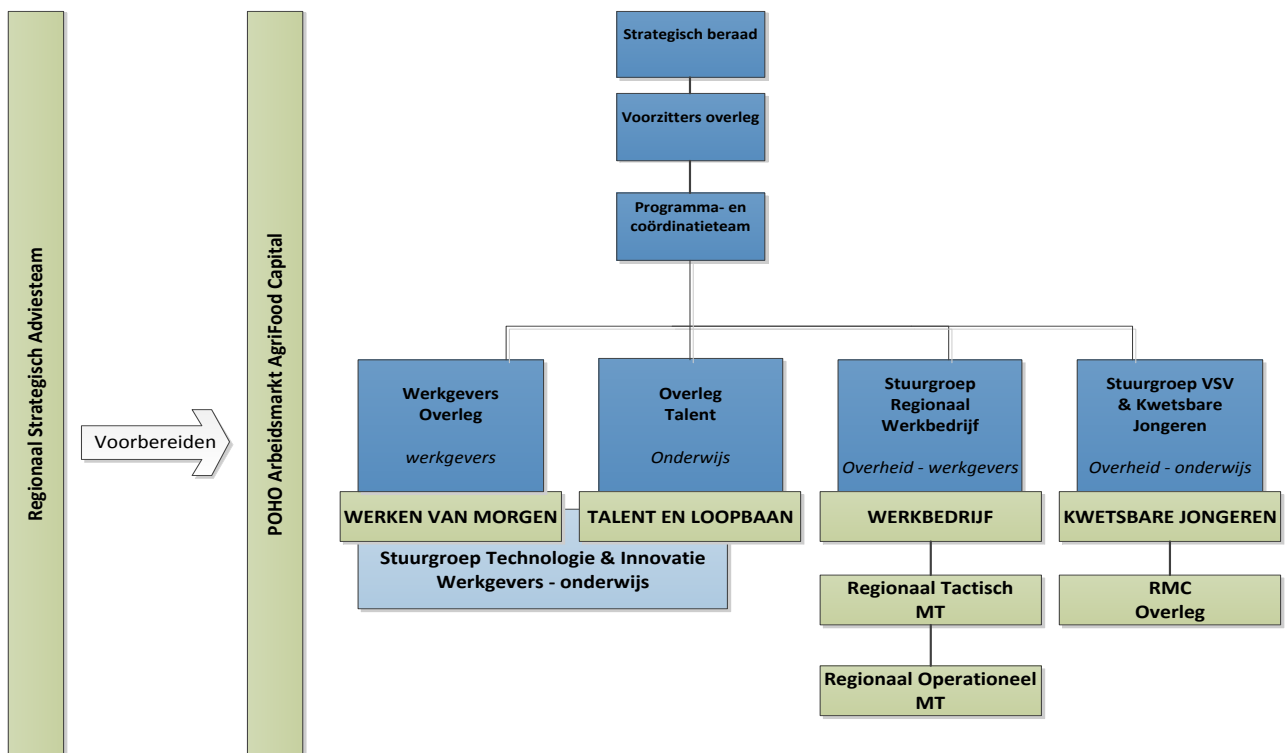 Regionaal Strategisch Adviesteam
Voorbereiden
POHO Arbeidsmarkt AgriFood Capital
Strategisch beraad
Voorzitters overleg
Programma- en
coördinatieteam
Werkgevers
Overleg
werkgevers
WERKEN VAN MORGEN
Overleg
Talent
Onderwijs
TALENT EN LOOPBAAN
Stuurgroep Technologie & Innovatie
Werkgevers - onderwijs
Stuurgroep
Regionaal
Werkbedrijf
Overheid - werkgevers
WERKBEDRIJF
Regionaal Tactisch
MT
Regionaal Operationeel
MT
Stuurgroep VSV
& Kwetsbare
Jongeren
Overheid - onderwijs
KWETSBARE JONGEREN
RMC
Overleg